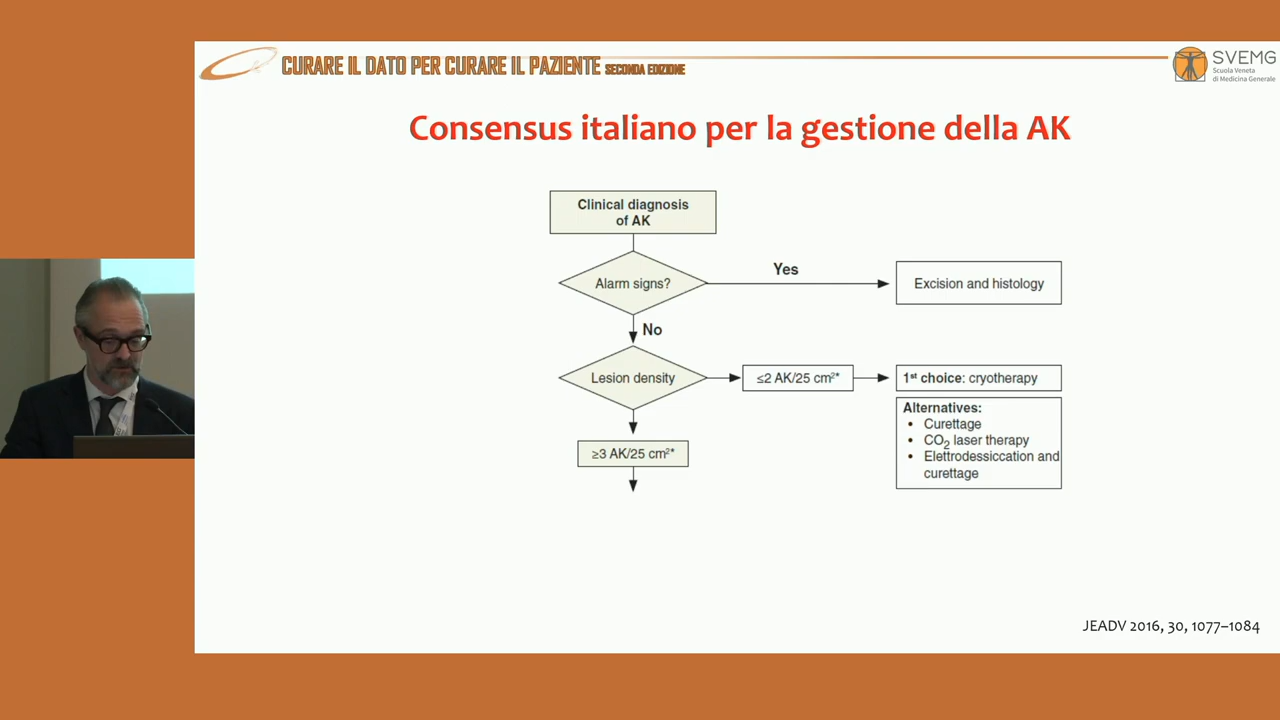 CURARE IL DATO PER CURARE IL PAZIENTE SECONDA EDIZIONE
SVEMG
Scuola Veneta
di Medicina Generale
Consensus italiano per la gestione della AK
Clinical diagnosis
of AK
Alarm signs?
Yes
Excision and histology
No
Lesion density
≤2 AK/25 cm²*
1st choice: cryotherapy
Alternatives:
• Curettage
• CO₂ laser therapy
• Elettrodessiccation and
curettage
≥3 AK/25 cm²*
JEADV 2016, 30, 1077–1084